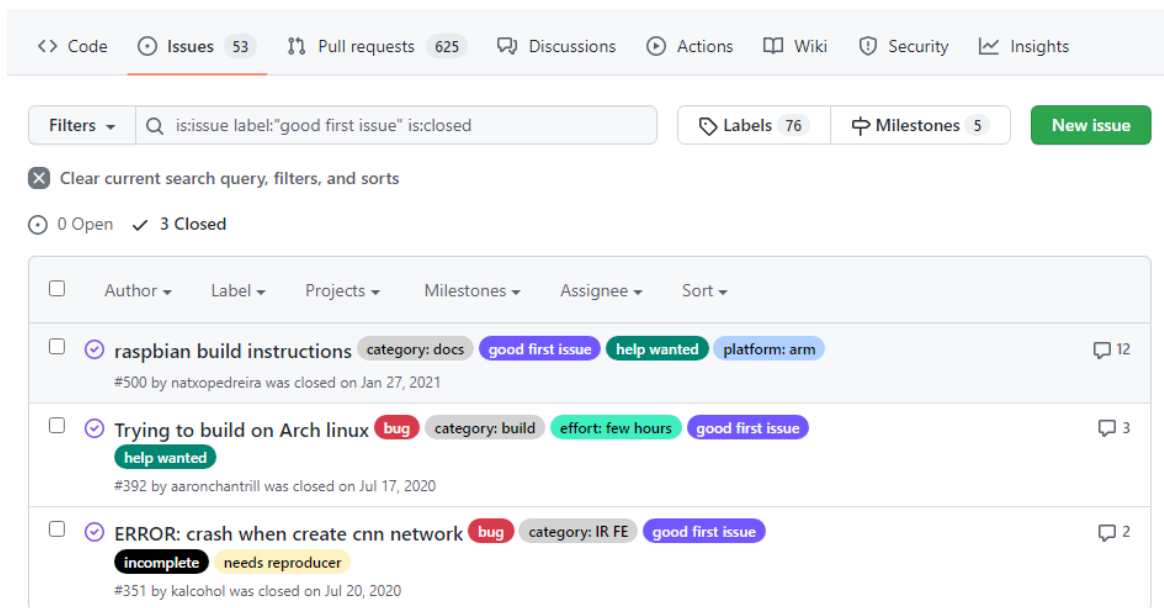 Code Issues 53 Pull requests 625 Discussions Actions Wiki Security Insights
Filters is:issue label:"good first issue" is:closed Labels 76 Milestones 5 New issue
Clear current search query, filters, and sorts
0 Open 3 Closed
Author Label Projects Milestones Assignee Sort
raspbian build instructions category: docs good first issue help wanted platform: arm 12
#500 by natxopedreira was closed on Jan 27, 2021
Trying to build on Arch linux bug category: build effort: few hours good first issue 3
help wanted
#392 by aaronchantrill was closed on Jul 17, 2020
ERROR: crash when create cnn network bug category: IR FE good first issue 2
incomplete needs reproducer
#351 by kalcohol was closed on Jul 20, 2020